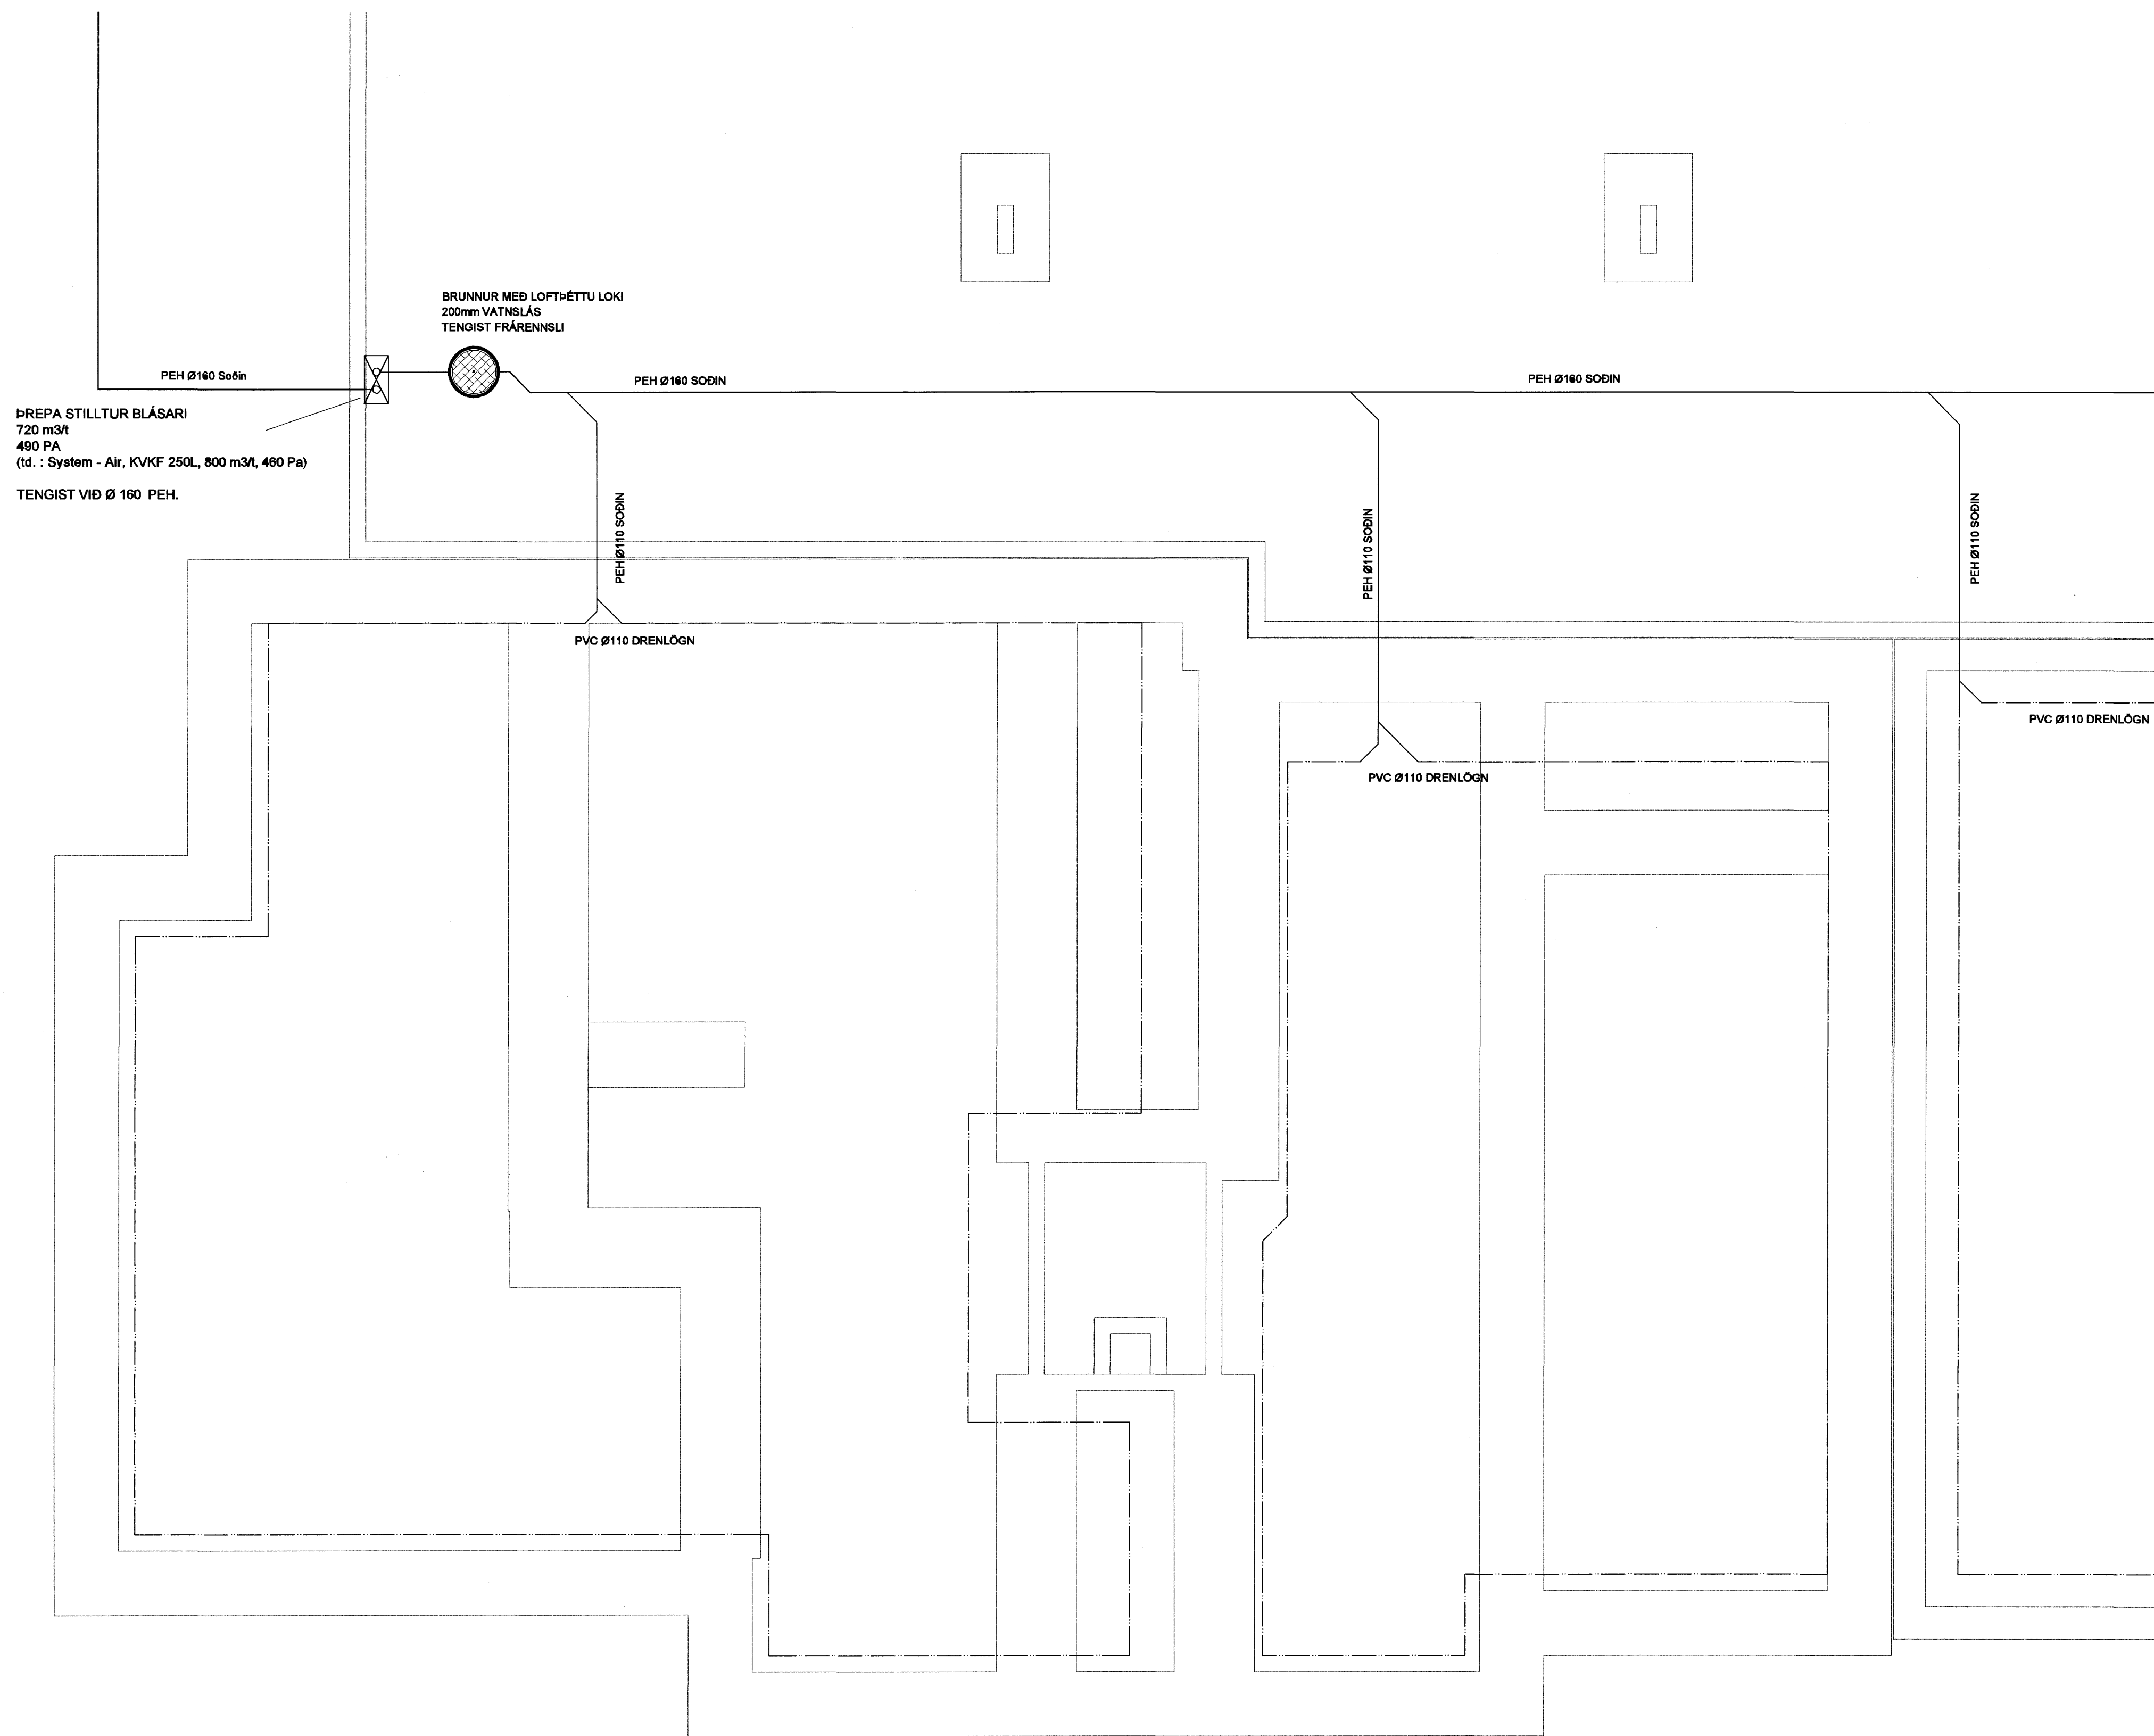 BRUNNUR MEÐ LOFTÞÉTTU LOKI
200mm VATNSLÁS
TENGIST FRÁRENNSLI
PEH Ø160 Soðin
PEH Ø160 SOÐIN
PEH Ø160 SOÐIN
ÞREPA STILLTUR BLÁSARI
720 m3/t
490 PA
(td. : System - Air, KVKF 250L, 800 m3/t, 460 Pa)
TENGIST VIÐ Ø 160 PEH.
PEH Ø110 SOÐIN
PEH Ø110 SOÐIN
PEH Ø110 SOÐIN
PVC Ø110 DRENLÖGN
PVC Ø110 DRENLÖGN
PVC Ø110 DRENLÖGN